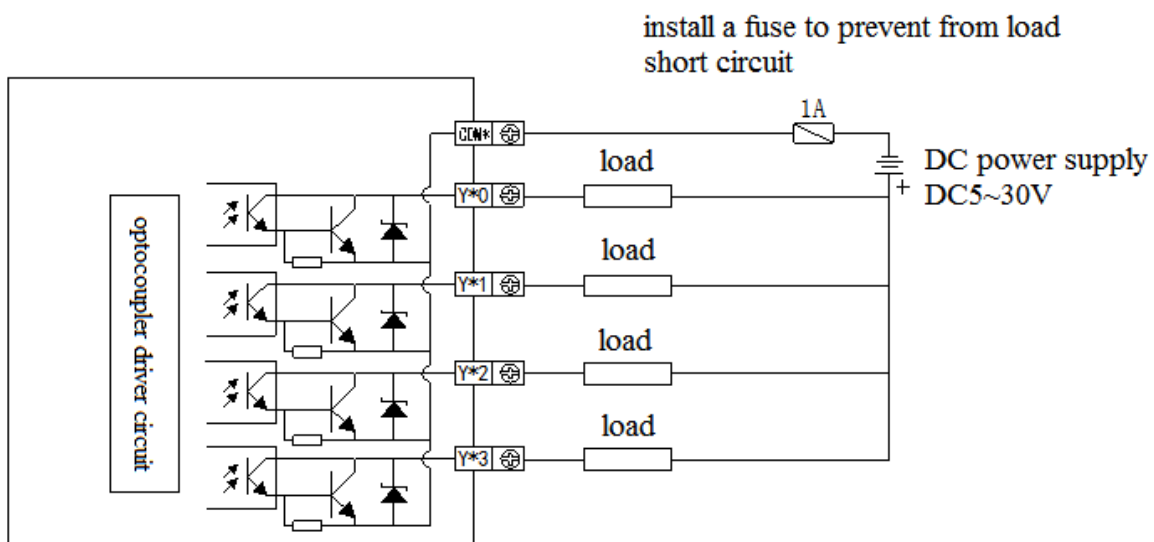 install a fuse to prevent from load
short circuit
1A
COM*
load
DC power supply
DC5~30V
Y*0
load
Y*1
optocoupler driver circuit
load
Y*2
load
Y*3
+